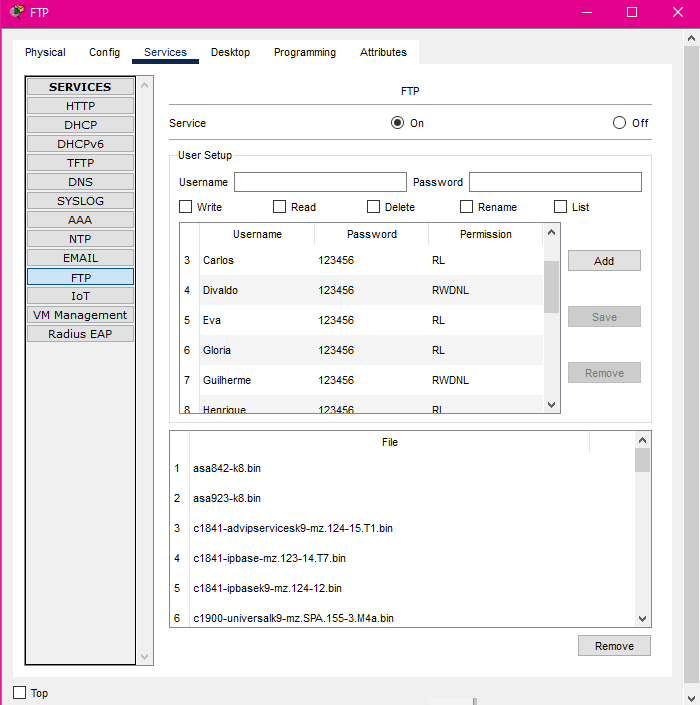 FTP
Physical Config Services Desktop Programming Attributes
SERVICES
HTTP
DHCP
DHCPv6
TFTP
DNS
SYSLOG
AAA
NTP
EMAIL
FTP
IoT
VM Management
Radius EAP
FTP
Service On Off
User Setup
Username Password
Write Read Delete Rename List
Username Password Permission
3 Carlos 123456 RL
4 Divaldo 123456 RWDNL
5 Eva 123456 RL
6 Gloria 123456 RL
7 Guilherme 123456 RWDNL
8 Henrique 123456 RL
Add
Save
Remove
File
1 asa842-k8.bin
2 asa923-k8.bin
3 c1841-advipservicesk9-mz.124-15.T1.bin
4 c1841-ipbase-mz.123-14.T7.bin
5 c1841-ipbasek9-mz.124-12.bin
6 c1900-universalk9-mz.SPA.155-3.M4a.bin
Remove
Top